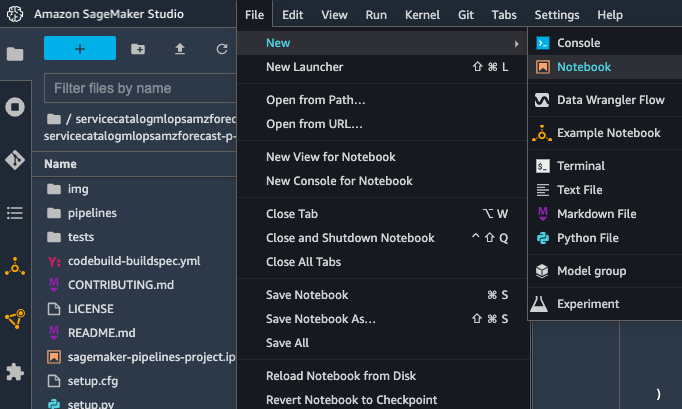 Amazon SageMaker Studio
File Edit View Run Kernel Git Tabs Settings Help
+
Filter files by name
/ servicecatalogmlopsamzforec
servicecatalogmlopsamzforecast-p-
Name
img
pipelines
tests
Y: codebuild-buildspec.yml
CONTRIBUTING.md
LICENSE
README.md
sagemaker-pipelines-project.ip
setup.cfg
setup.py
New
New Launcher ⇧ ⌘ L
Open from Path...
Open from URL...
New View for Notebook
New Console for Notebook
Close Tab ⌥ W
Close and Shutdown Notebook ^ ⇧ Q
Close All Tabs
Save Notebook ⌘ S
Save Notebook As... ⇧ ⌘ S
Save All
Reload Notebook from Disk
Revert Notebook to Checkpoint
Console
Notebook
Data Wrangler Flow
Example Notebook
$_ Terminal
Text File
Markdown File
Python File
Model group
Experiment
)